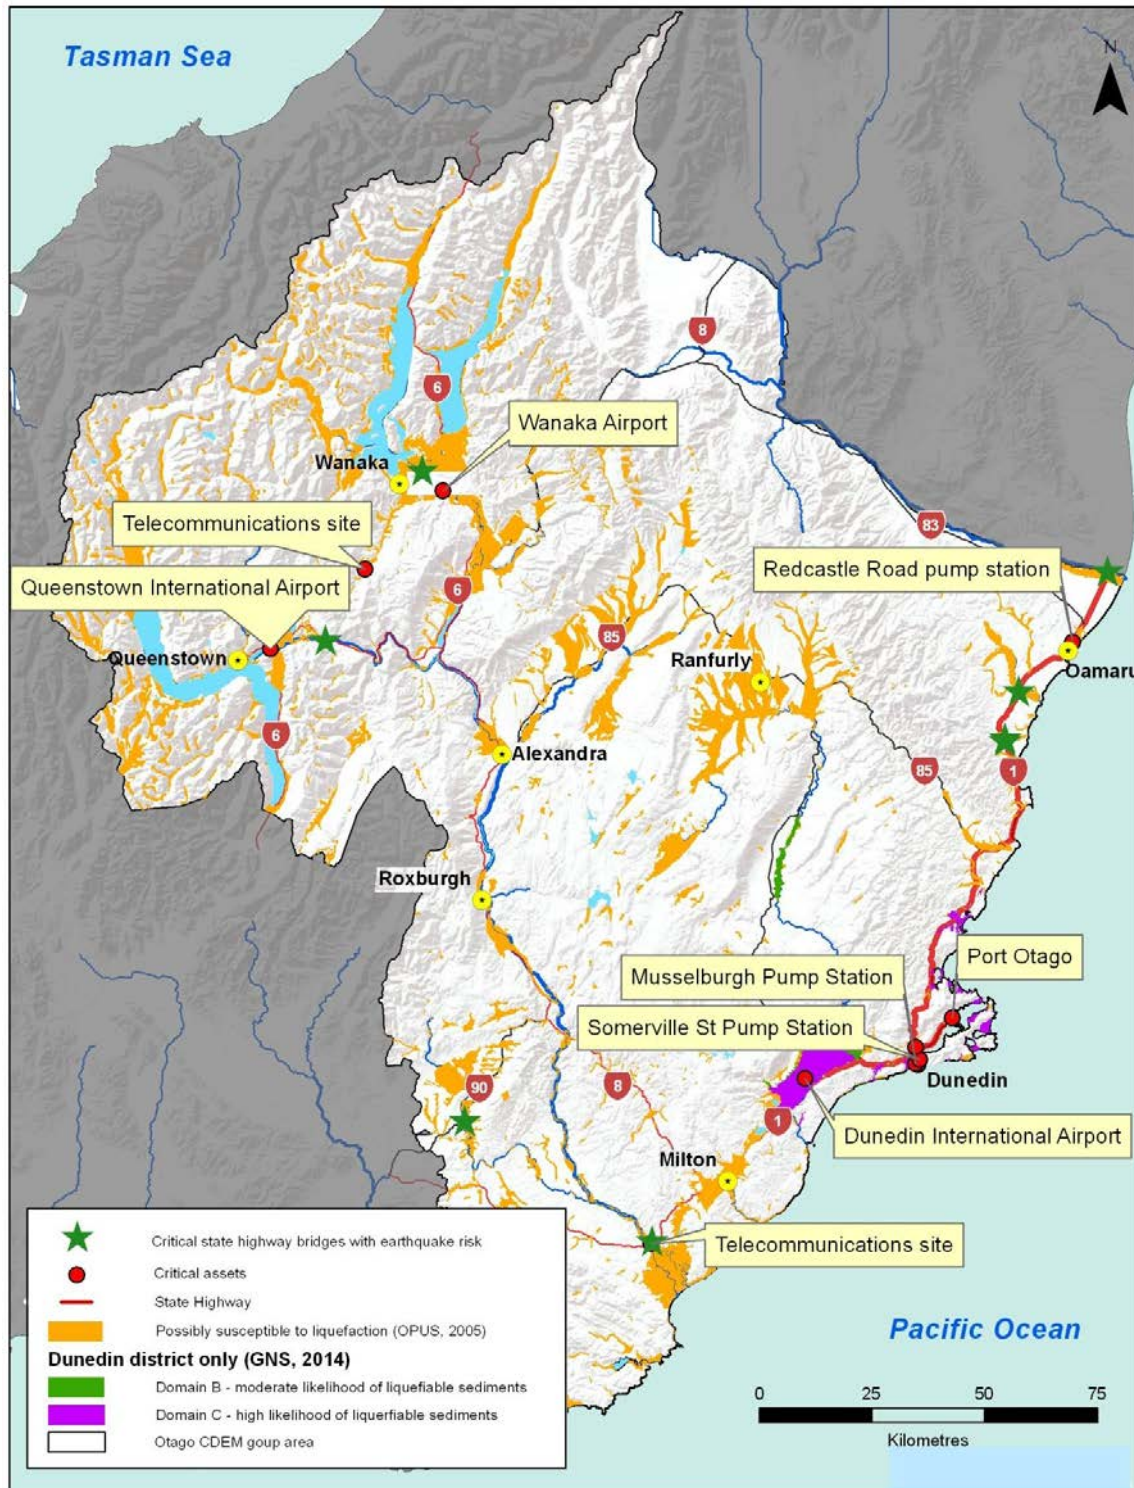 Tasman Sea
N
8
6
Wanaka Airport
Wanaka
Telecommunications site
83
Queenstown International Airport
Redcastle Road pump station
6
85
Queenstown
Ranfurly
Oamaru
6
Alexandra
85
1
Roxburgh
Musselburgh Pump Station
Port Otago
Somerville St Pump Station
90
8
Dunedin
1
Dunedin International Airport
Milton
Telecommunications site
Pacific Ocean
Critical state highway bridges with earthquake risk
Critical assets
State Highway
Possibly susceptible to liquefaction (OPUS, 2005)
Dunedin district only (GNS, 2014)
Domain B - moderate likelihood of liquefiable sediments
Domain C - high likelihood of liquerfiable sediments
Otago CDEM goup area
0 25 50 75
Kilometres